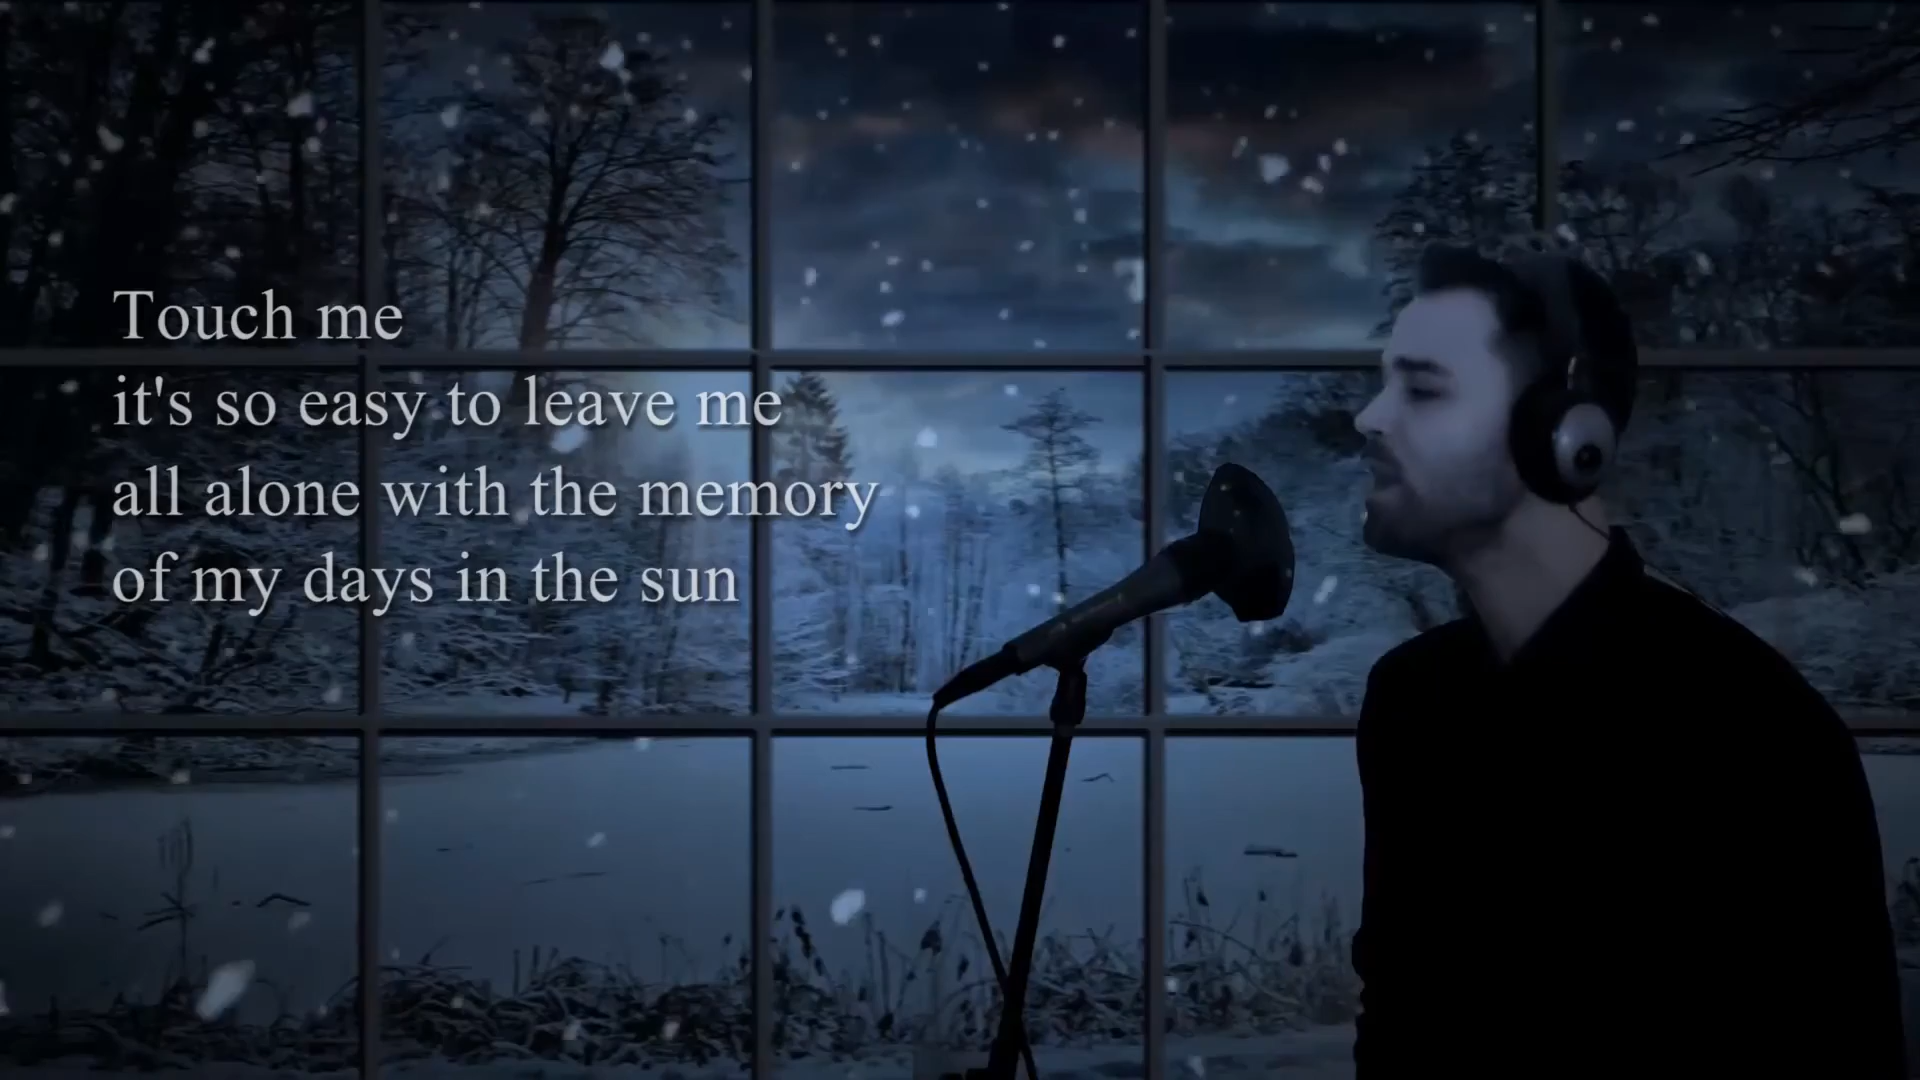 Touch me
it's so easy to leave me
all alone with the memory
of my days in the sun